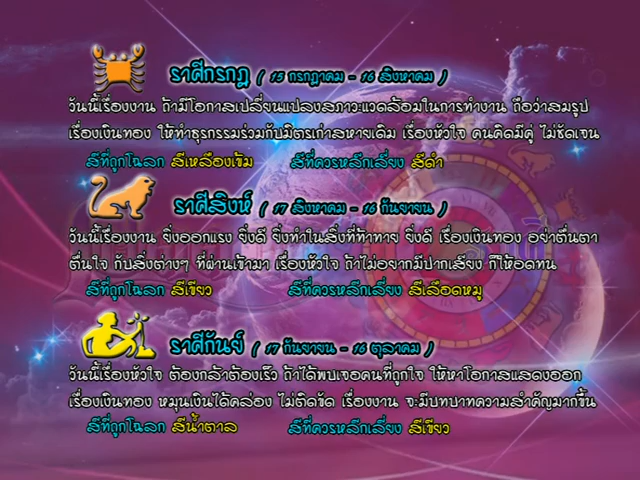 ราศีกรกฎ ( 15 กรกฎาคม - 16 สิงหาคม )
วันนี้เรื่องงาน ถ้ามีโอกาสเปลี่ยนแปลงสภาวะแวดล้อมในการทำงาน ถือว่าสมรูป
เรื่องเงินทอง ให้ทำธุรกรรมร่วมกับมิตรเก่าสหายเดิม เรื่องหัวใจ คนคิดมีคู่ ไม่ชัดเจน
สีที่ถูกโฉลก สีเหลืองเข้ม สีที่ควรหลีกเลี่ยง สีดำ
ราศีสิงห์ ( 17 สิงหาคม - 16 กันยายน )
วันนี้เรื่องงาน ยิ่งออกแรง ยิ่งดี ยิ่งทำในสิ่งที่ท้าทาย ยิ่งดี เรื่องเงินทอง อย่าตื่นตา
ตื่นใจ กับสิ่งต่างๆ ที่ผ่านเข้ามา เรื่องหัวใจ ถ้าไม่อยากมีปากเสียง ก็ให้อดทน
สีที่ถูกโฉลก สีเขียว สีที่ควรหลีกเลี่ยง สีเลือดหมู
ราศีกันย์ ( 17 กันยายน - 16 ตุลาคม )
วันนี้เรื่องหัวใจ ต้องกล้าต้องเร็ว ถ้าได้พบเจอคนที่ถูกใจ ให้หาโอกาสแสดงออก
เรื่องเงินทอง หมุนเงินได้คล่อง ไม่ติดขัด เรื่องงาน จะมีบทบาทความสำคัญมากขึ้น
สีที่ถูกโฉลก สีน้ำตาล สีที่ควรหลีกเลี่ยง สีเขียว